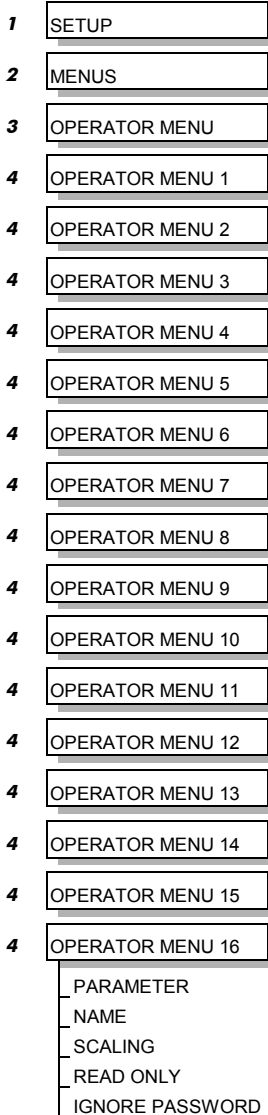 1 SETUP
2 MENUS
3 OPERATOR MENU
4 OPERATOR MENU 1
4 OPERATOR MENU 2
4 OPERATOR MENU 3
4 OPERATOR MENU 4
4 OPERATOR MENU 5
4 OPERATOR MENU 6
4 OPERATOR MENU 7
4 OPERATOR MENU 8
4 OPERATOR MENU 9
4 OPERATOR MENU 10
4 OPERATOR MENU 11
4 OPERATOR MENU 12
4 OPERATOR MENU 13
4 OPERATOR MENU 14
4 OPERATOR MENU 15
4 OPERATOR MENU 16
PARAMETER
NAME
SCALING
READ ONLY
IGNORE PASSWORD